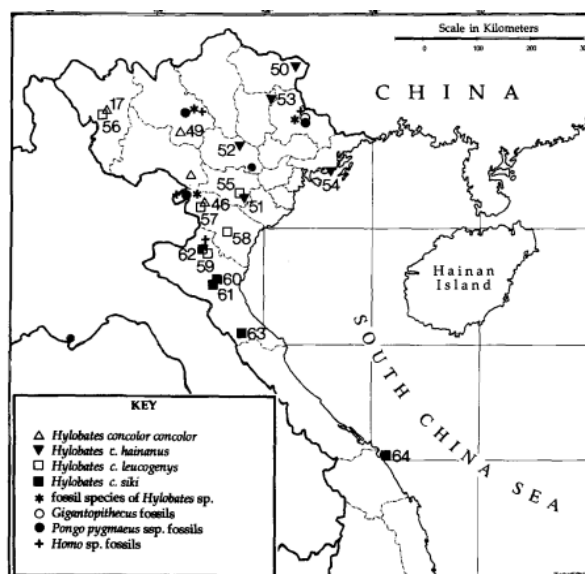 Scale in Kilometers
0 100 200 30
50
CHINA
53
17
56
49
52
54
55
51
46
57
58
62
59
60
61
Hainan
Island
63
SOUTH CHINA SEA
64
KEY
Hylobates concolor concolor
Hylobates c. hainanus
Hylobates c. leucogenys
Hylobates c. siki
fossil species of Hylobates sp.
Gigantopithecus fossils
Pongo pygmaeus ssp. fossils
Homo sp. fossils